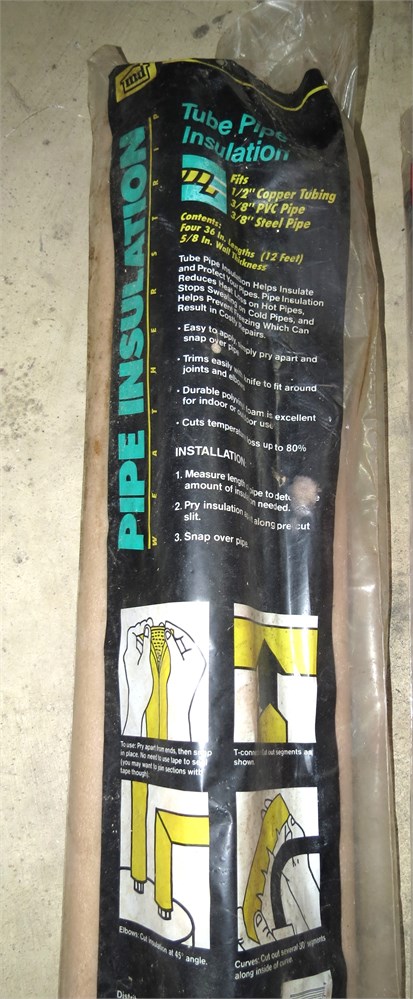 md
PIPE INSULATION
WEATHERSTRIP
Tube Pipe
Insulation
Fits
1/2" Copper Tubing
3/8" PVC Pipe
3/8" Steel Pipe
Contents:
Four 36 in. Lengths (12 Feet)
5/8 In. Wall Thickness
Tube Pipe Insulation Helps Insulate
and Protect Your Pipes. Pipe Insulation
Reduces Heat Loss on Hot Pipes,
Stops Sweating on Cold Pipes, and
Helps Prevent Freezing Which Can
Result in Costly Repairs.
• Easy to apply, simply pry apart and
snap over pipe
• Trims easily with knife to fit around
joints and elbows
• Durable foam is excellent
for indoor or outdoor use
• Cuts temperature loss up to 80%
INSTALLATION
1. Measure length pipe to
amount of insulation needed.
2. Pry insulation along pre-cut
slit.
3. Snap over pipe.
To use: Pry apart from ends, then snap
in place. No need to use tape to seal
(you may want to join sections with
tape though).
T-conn Cut out segments as
shown.
Elbows: Cut insulation at 45° angle.
Curves: Cut out several 30° segments
along inside of curve.